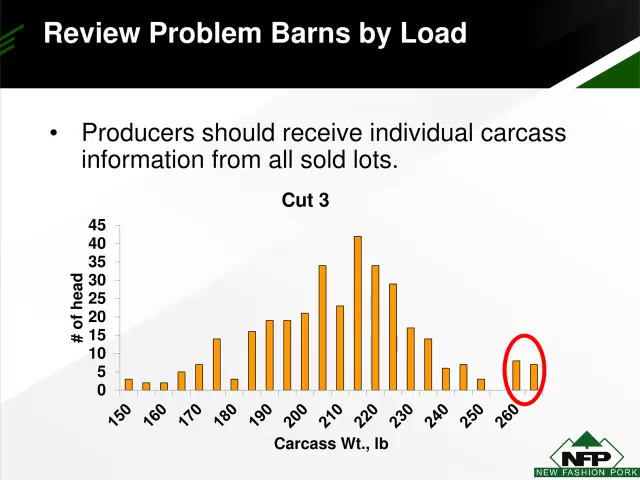 Review Problem Barns by Load
• Producers should receive individual carcass
information from all sold lots.
Cut 3
45
40
35
30
25
20
15
10
5
0
# of head
150 160 170 180 190 200 210 220 230 240 250 260
Carcass Wt., lb
NFP
NEW FASHION PORK